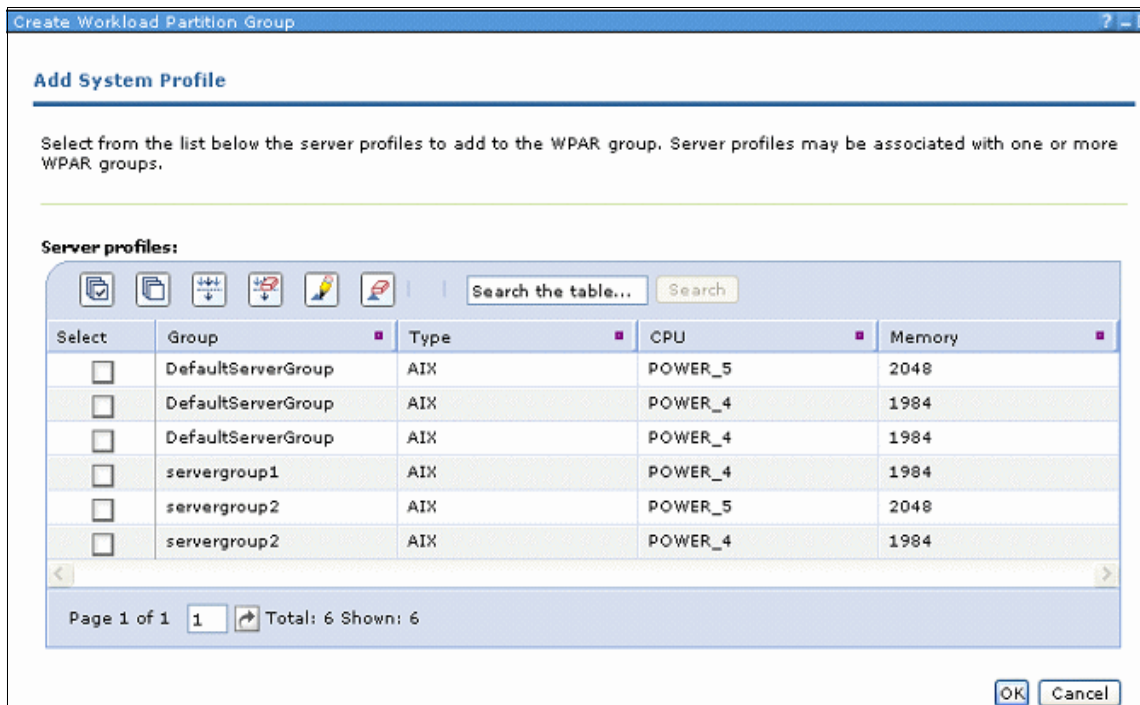 Create Workload Partition Group ? –
Add System Profile
Select from the list below the server profiles to add to the WPAR group. Server profiles may be associated with one or more
WPAR groups.
Server profiles:
Search the table... Search
Select Group Type CPU Memory
DefaultServerGroup AIX POWER_5 2048
DefaultServerGroup AIX POWER_4 1984
DefaultServerGroup AIX POWER_4 1984
servergroup1 AIX POWER_4 1984
servergroup2 AIX POWER_5 2048
servergroup2 AIX POWER_4 1984
Page 1 of 1 1 Total: 6 Shown: 6
OK Cancel